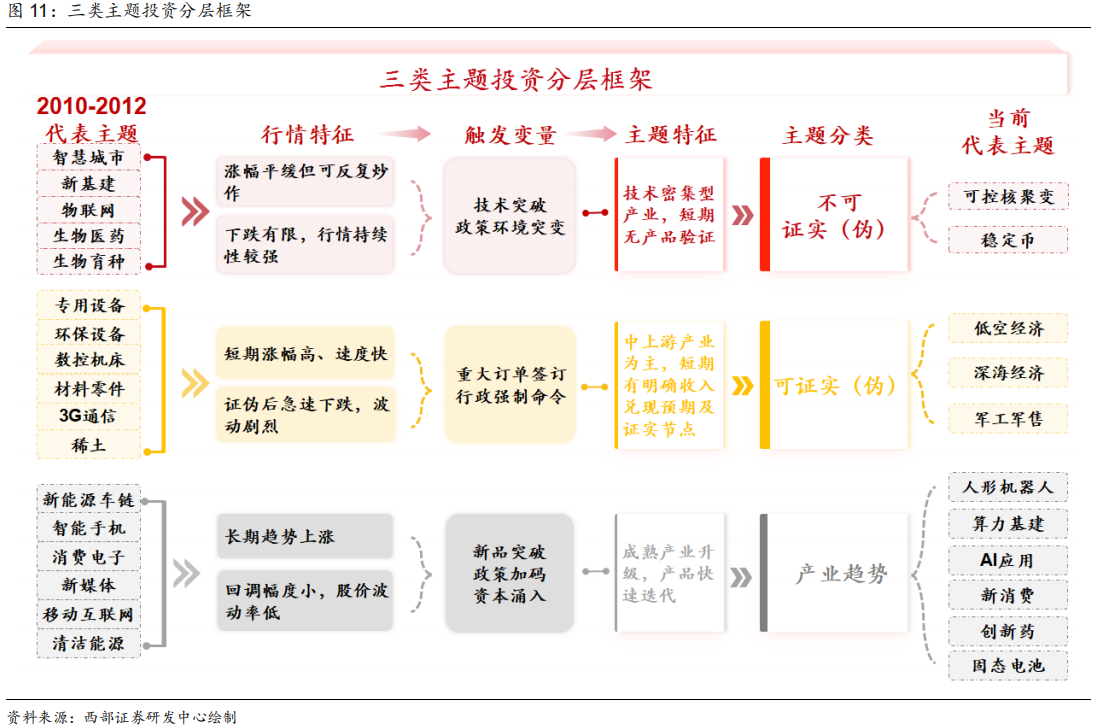 图 11：三类主题投资分层框架
三类主题投资分层框架
2010-2012
代表主题
行情特征
触发变量
主题特征
主题分类
当前
代表主题
智慧城市
新基建
物联网
生物医药
生物育种
涨幅平缓但可反复炒
作
下跌有限，行情持续
性较强
技术突破
政策环境突变
技术密集型
产业，短期
无产品验证
不可
证实（伪）
可控核聚变
稳定币
专用设备
环保设备
数控机床
材料零件
3G通信
稀土
短期涨幅高、速度快
证伪后急速下跌，波
动剧烈
重大订单签订
行政强制命令
中上游产业
为主，短期
有明确收入
兑现预期及
证实节点
可证实（伪）
低空经济
深海经济
军工军售
新能源车链
智能手机
消费电子
新媒体
移动互联网
清洁能源
长期趋势上涨
回调幅度小，股价波
动率低
新品突破
政策加码
资本涌入
成熟产业升
级，产品快
速迭代
产业趋势
人形机器人
算力基建
AI应用
新消费
创新药
固态电池
资料来源：西部证券研发中心绘制